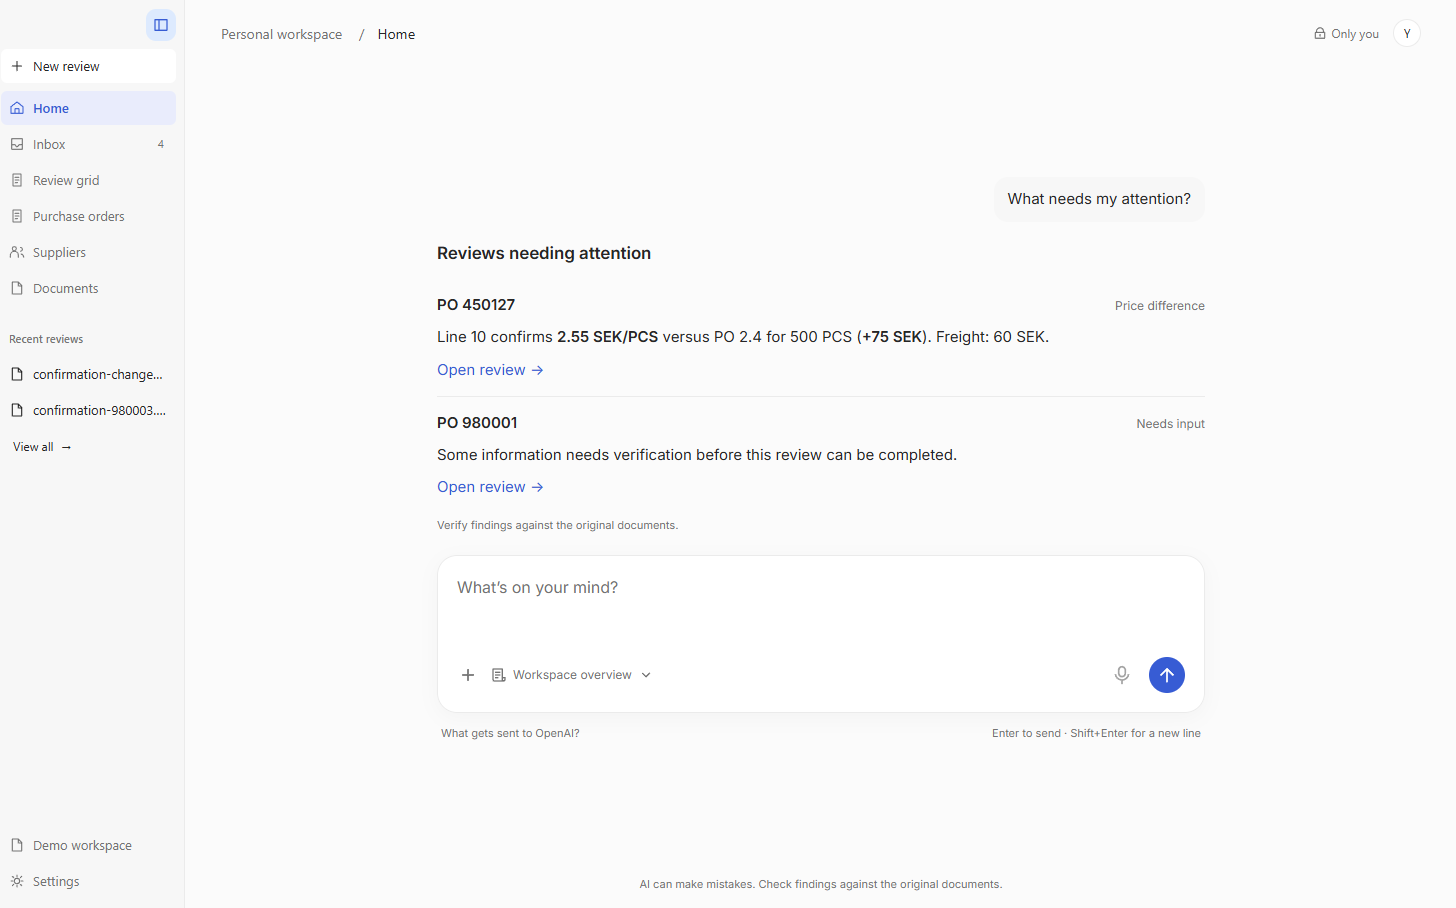 Personal workspace / Home
Only you
Y
New review
Home
Inbox 4
Review grid
Purchase orders
Suppliers
Documents
Recent reviews
confirmation-change...
confirmation-980003....
View all →
Demo workspace
Settings
What needs my attention?
Reviews needing attention
PO 450127
Price difference
Line 10 confirms 2.55 SEK/PCS versus PO 2.4 for 500 PCS (+75 SEK). Freight: 60 SEK.
Open review →
PO 980001
Needs input
Some information needs verification before this review can be completed.
Open review →
Verify findings against the original documents.
What's on your mind?
Workspace overview
What gets sent to OpenAI?
Enter to send · Shift+Enter for a new line
AI can make mistakes. Check findings against the original documents.